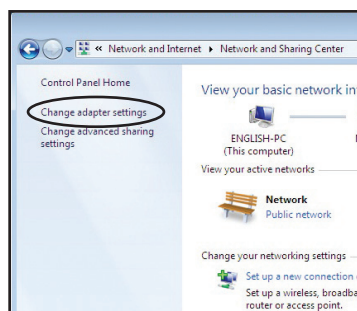 « Network and Internet ▸ Network and Sharing Center
Control Panel Home
Change adapter settings
Change advanced sharing
settings
View your basic network in
ENGLISH-PC
(This computer)
View your active networks
Network
Public network
Change your networking settings
Set up a new connection
Set up a wireless, broadba
router or access point.